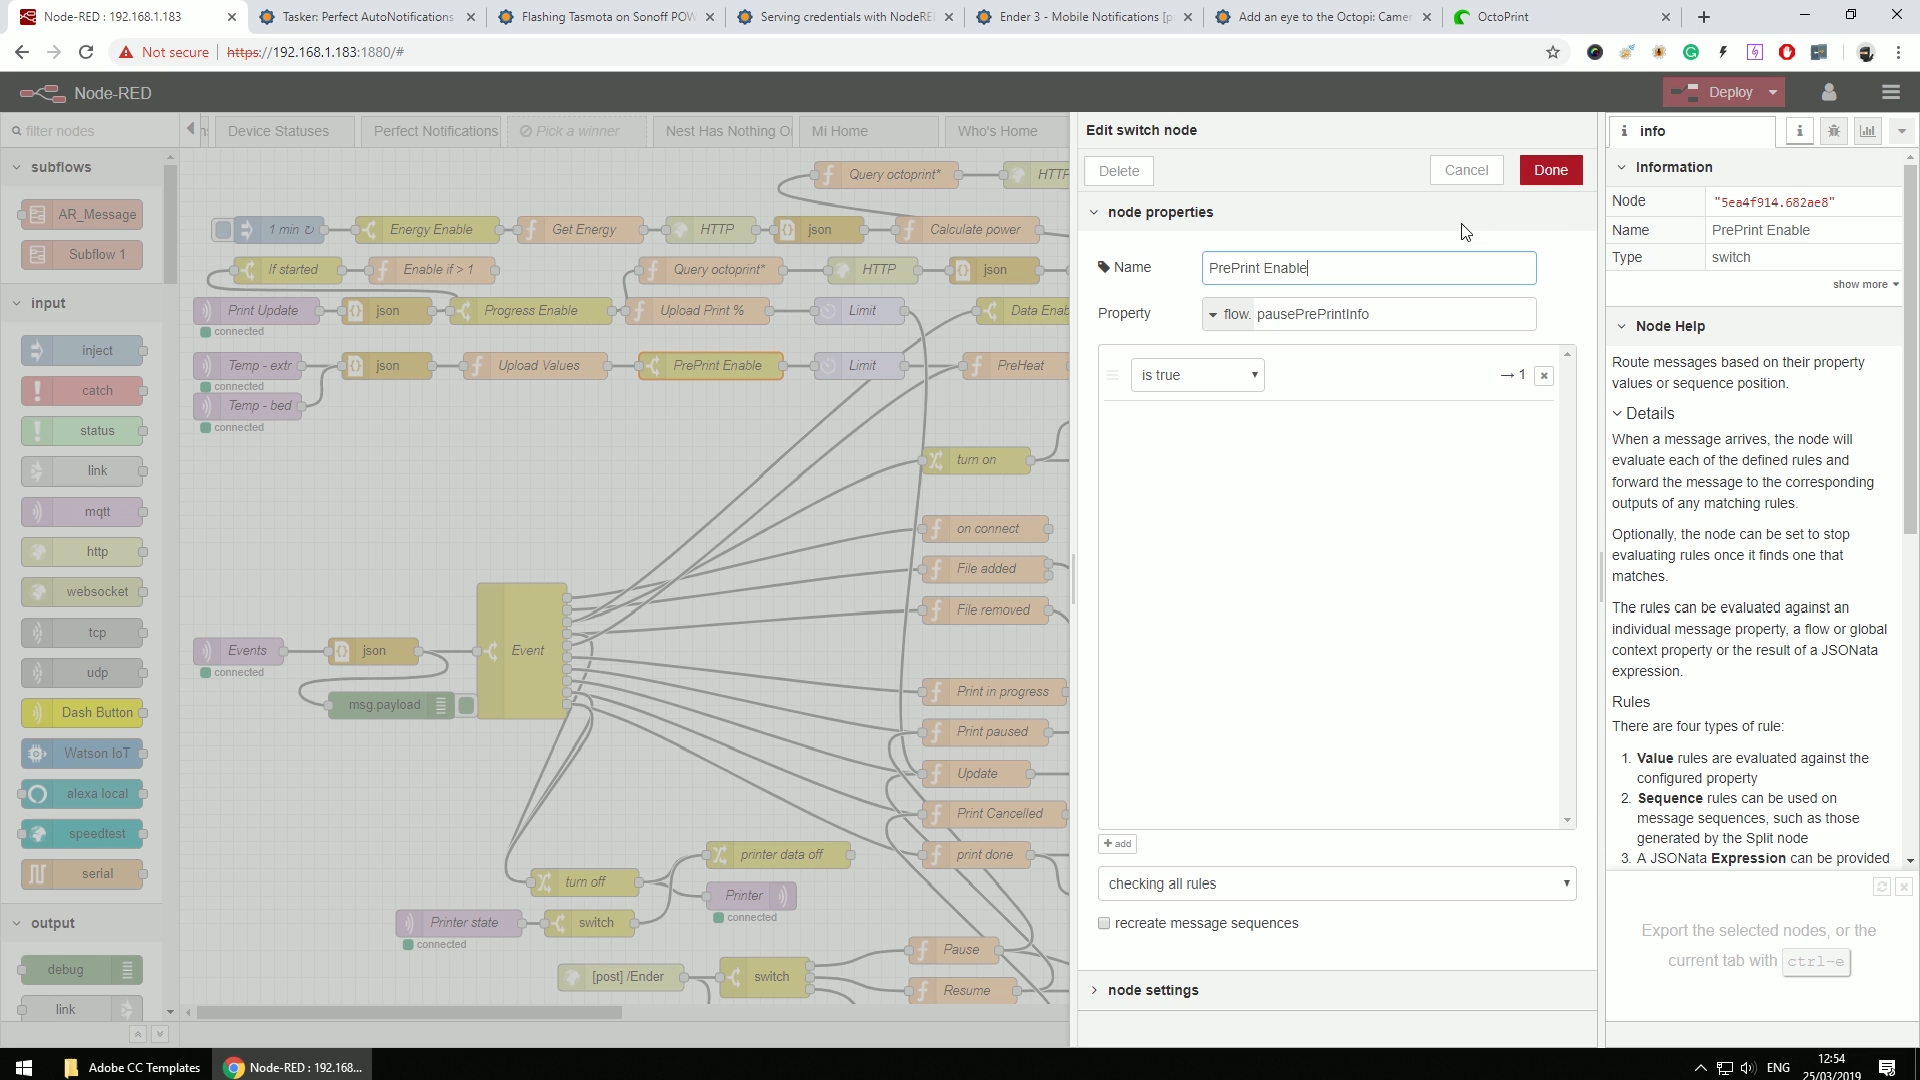 Node-RED : 192.168.1.183
Tasker: Perfect AutoNotifications
Flashing Tasmota on Sonoff POW
Serving credentials with NodeRE
Ender 3 - Mobile Notifications [p
Add an eye to the Octopi: Camer
OctoPrint
Not secure
https://192.168.1.183:1880/#
Node-RED
Deploy
filter nodes
Device Statuses
Perfect Notifications
Pick a winner
Nest Has Nothing O
Mi Home
Who's Home
subflows
AR_Message
Subflow 1
input
inject
catch
status
link
mqtt
http
websocket
tcp
udp
Dash Button
Watson IoT
alexa local
speedtest
serial
output
debug
link
Query octoprint*
HTTP
1 min ↻
Energy Enable
Get Energy
HTTP
json
Calculate power
If started
Enable if > 1
Query octoprint*
HTTP
json
Print Update
connected
json
Progress Enable
Upload Print %
Limit
Data Enab
Temp - extr
connected
json
Upload Values
PrePrint Enable
Limit
PreHeat
Temp - bed
connected
turn on
on connect
File added
File removed
Events
connected
json
Event
msg.payload
Print in progress
Print paused
Update
Print Cancelled
print done
printer data off
turn off
Printer
connected
Printer state
connected
switch
[post] /Ender
switch
Pause
Resume
Edit switch node
Delete
Cancel
Done
node properties
Name
PrePrint Enable
Property
flow. pausePrePrintInfo
is true
→ 1
+ add
checking all rules
recreate message sequences
node settings
info
Information
Node "5ea4f914.682ae8"
Name PrePrint Enable
Type switch
show more
Node Help
Route messages based on their property
values or sequence position.
Details
When a message arrives, the node will
evaluate each of the defined rules and
forward the message to the corresponding
outputs of any matching rules.
Optionally, the node can be set to stop
evaluating rules once it finds one that
matches.
The rules can be evaluated against an
individual message property, a flow or global
context property or the result of a JSONata
expression.
Rules
There are four types of rule:
1. Value rules are evaluated against the
configured property
2. Sequence rules can be used on
message sequences, such as those
generated by the Split node
3. A JSONata Expression can be provided
Export the selected nodes, or the
current tab with ctrl-e
Adobe CC Templates
Node-RED : 192.168...
ENG
12:54
25/03/2019